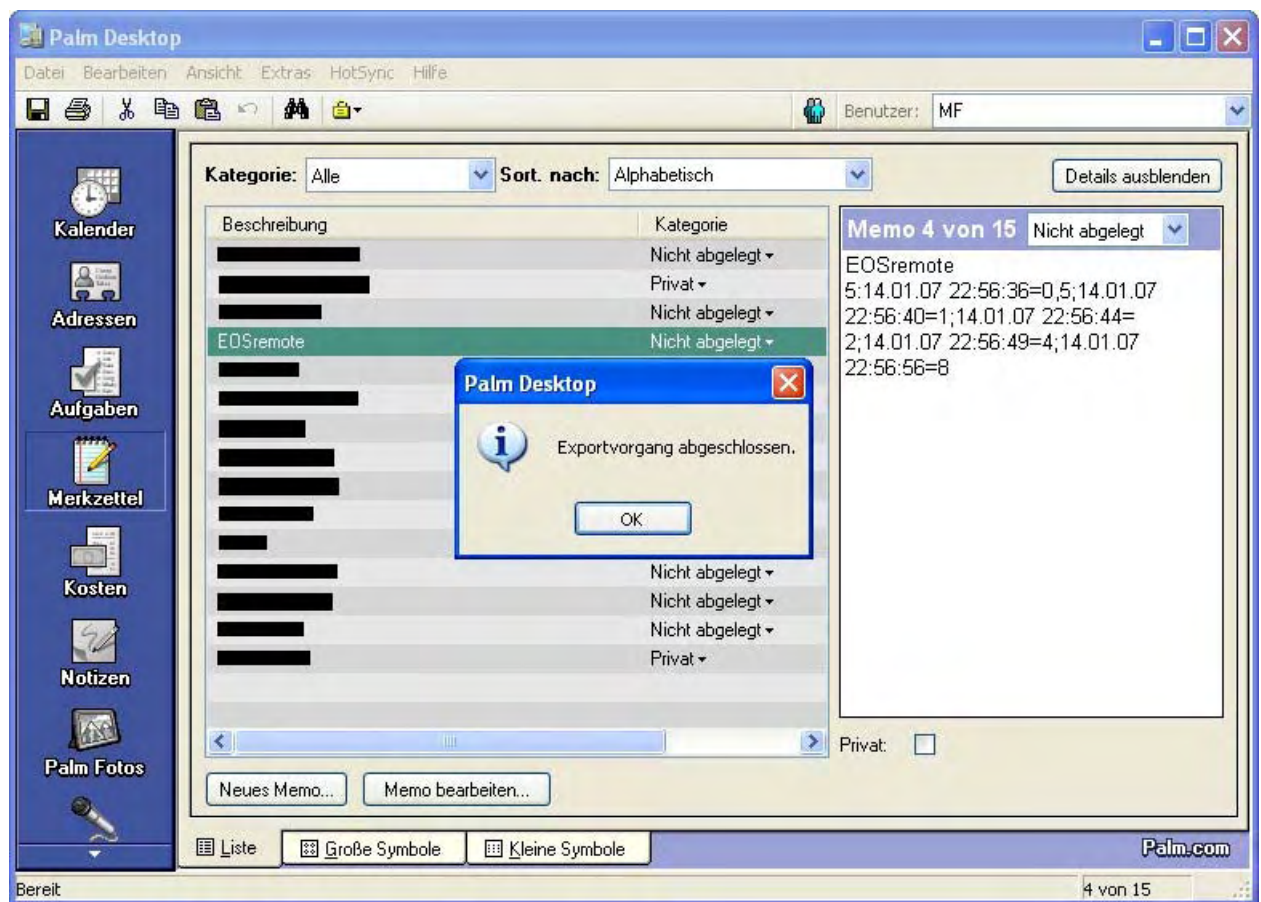 Palm Desktop
Datei Bearbeiten Ansicht Extras HotSync Hilfe
Benutzer: MF
Kategorie: Alle Sort. nach: Alphabetisch Details ausblenden
Kalender
Adressen
Aufgaben
Merkzettel
Kosten
Notizen
Palm Fotos
Beschreibung Kategorie
Nicht abgelegt
Privat
Nicht abgelegt
EOSremote Nicht abgelegt
Nicht abgelegt
Nicht abgelegt
Nicht abgelegt
Privat
Memo 4 von 15 Nicht abgelegt
EOSremote
5:14.01.07 22:56:36=0,5;14.01.07
22:56:40=1;14.01.07 22:56:44=
2;14.01.07 22:56:49=4;14.01.07
22:56:56=8
Palm Desktop
Exportvorgang abgeschlossen.
OK
Privat:
Neues Memo... Memo bearbeiten...
Liste Große Symbole Kleine Symbole
Palm.com
Bereit 4 von 15